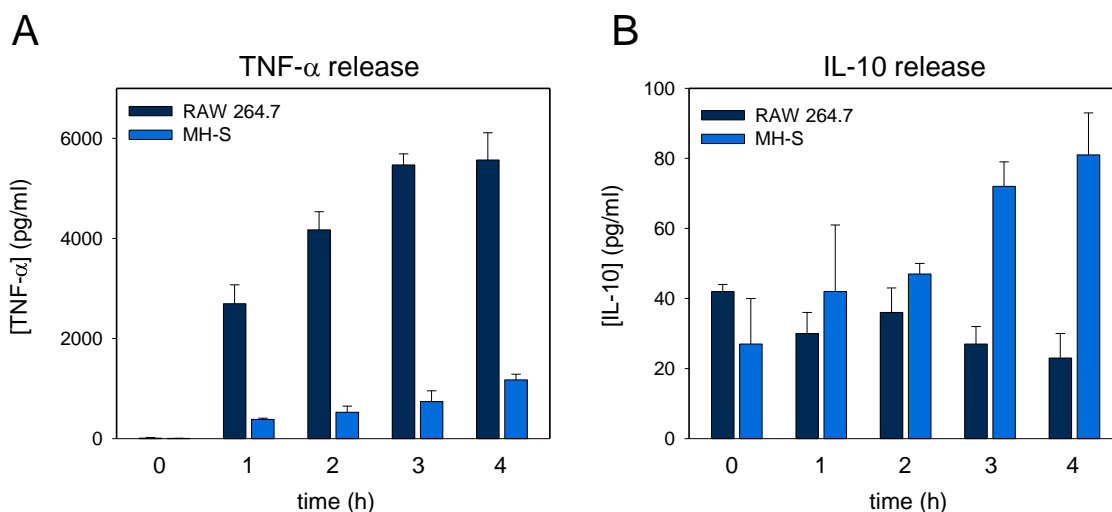 A
TNF-α release
RAW 264.7
MH-S
6000
4000
2000
0
[TNF-α] (pg/ml)
0 1 2 3 4
time (h)
B
IL-10 release
RAW 264.7
MH-S
100
80
60
40
20
0
[IL-10] (pg/ml)
0 1 2 3 4
time (h)